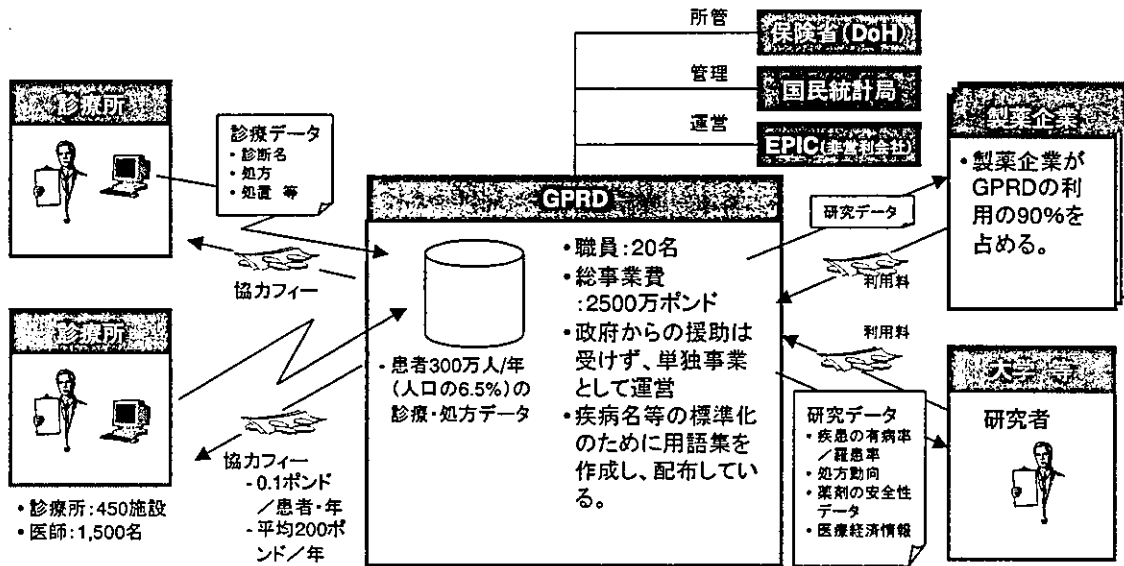 所管
保険省(DoH)
管理
国民統計局
運営
EPIC(非営利会社)
診療所
診療データ
・診断名
・処方
・処置 等
協力フィー
診療所
・診療所:450施設
・医師:1,500名
協力フィー
-0.1ポンド
/患者・年
-平均200ポ
ンド/年
GPRD
-患者300万人/年
(人口の6.5%)の
診療・処方データ
・職員:20名
・総事業費
:2500万ポンド
・政府からの援助は
受けず、単独事業
として運営
・疾病名等の標準化
のために用語集を
作成し、配布してい
る。
研究データ
利用料
製薬企業
・製薬企業が
GPRDの利
用の90%を
占める。
利用料
研究データ
・疾患の有病率
/羅患率
・処方動向
・薬剤の安全性
データ
・医療経済情報
大学 等
研究者